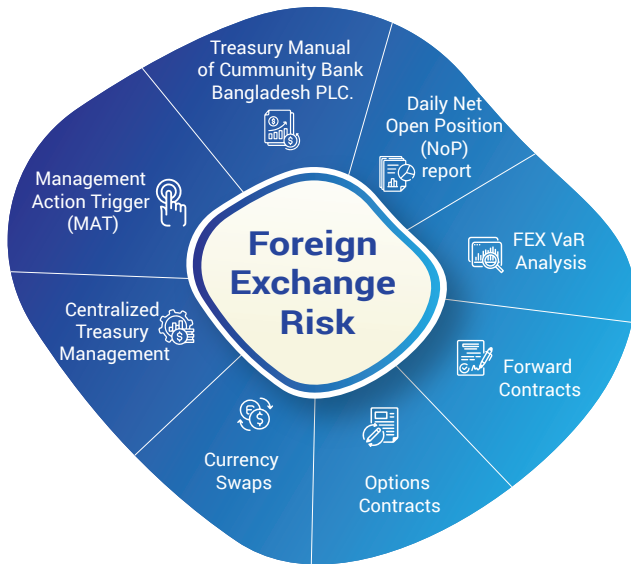 Treasury Manual
of Cummunity Bank
Bangladesh PLC.
Daily Net
Open Position
(NoP)
report
FEX VaR
Analysis
Forward
Contracts
Options
Contracts
Currency
Swaps
Centralized
Treasury
Management
Management
Action Trigger
(MAT)
Foreign
Exchange
Risk